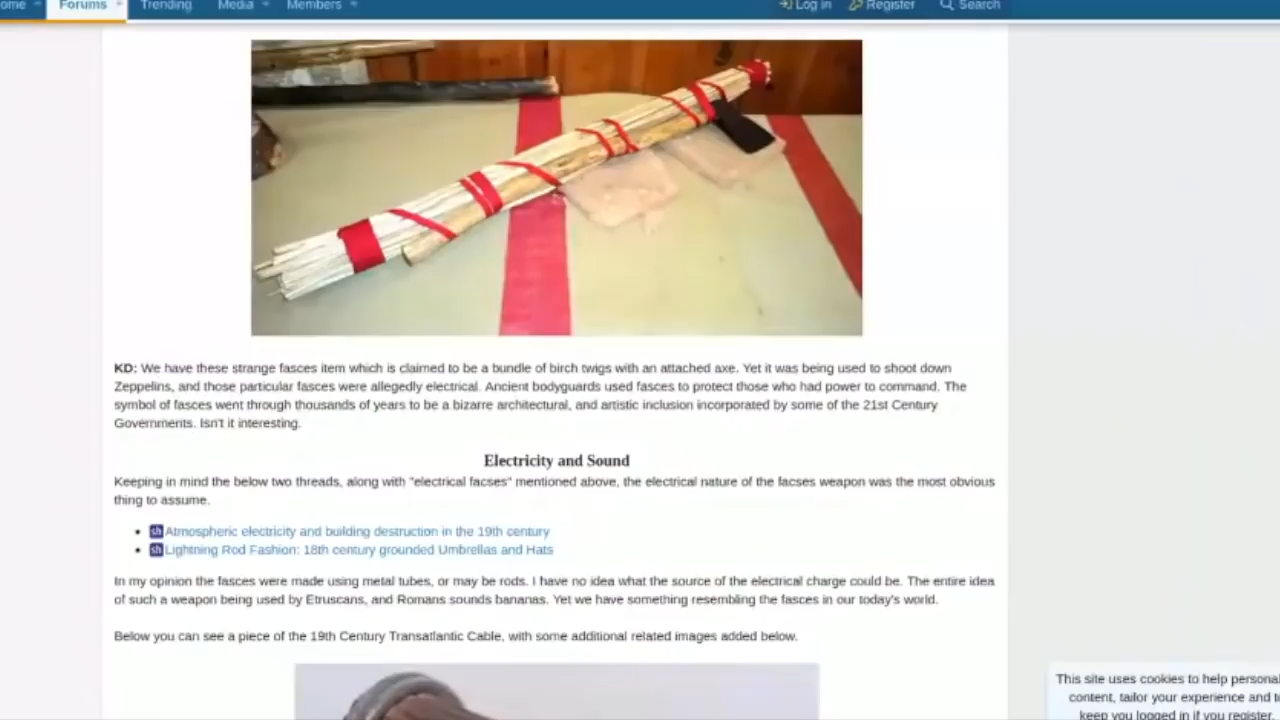 Forums Trending Media Members Log in Register Search
KD: We have these strange fasces item which is claimed to be a bundle of birch twigs with an attached axe. Yet it was being used to shoot down
Zeppelins, and those particular fasces were allegedly electrical. Ancient bodyguards used fasces to protect those who had power to command. The
symbol of fasces went through thousands of years to be a bizarre architectural, and artistic inclusion incorporated by some of the 21st Century
Governments. Isn't it interesting.
Electricity and Sound
Keeping in mind the below two threads, along with "electrical facses" mentioned above, the electrical nature of the facses weapon was the most obvious
thing to assume.
sh Atmospheric electricity and building destruction in the 19th century
sh Lightning Rod Fashion: 18th century grounded Umbrellas and Hats
In my opinion the fasces were made using metal tubes, or may be rods. I have no idea what the source of the electrical charge could be. The entire idea
of such a weapon being used by Etruscans, and Romans sounds bananas. Yet we have something resembling the fasces in our today's world.
Below you can see a piece of the 19th Century Transatlantic Cable, with some additional related images added below.
This site uses cookies to help personal
content, tailor your experience and to
keep you logged in if you register.